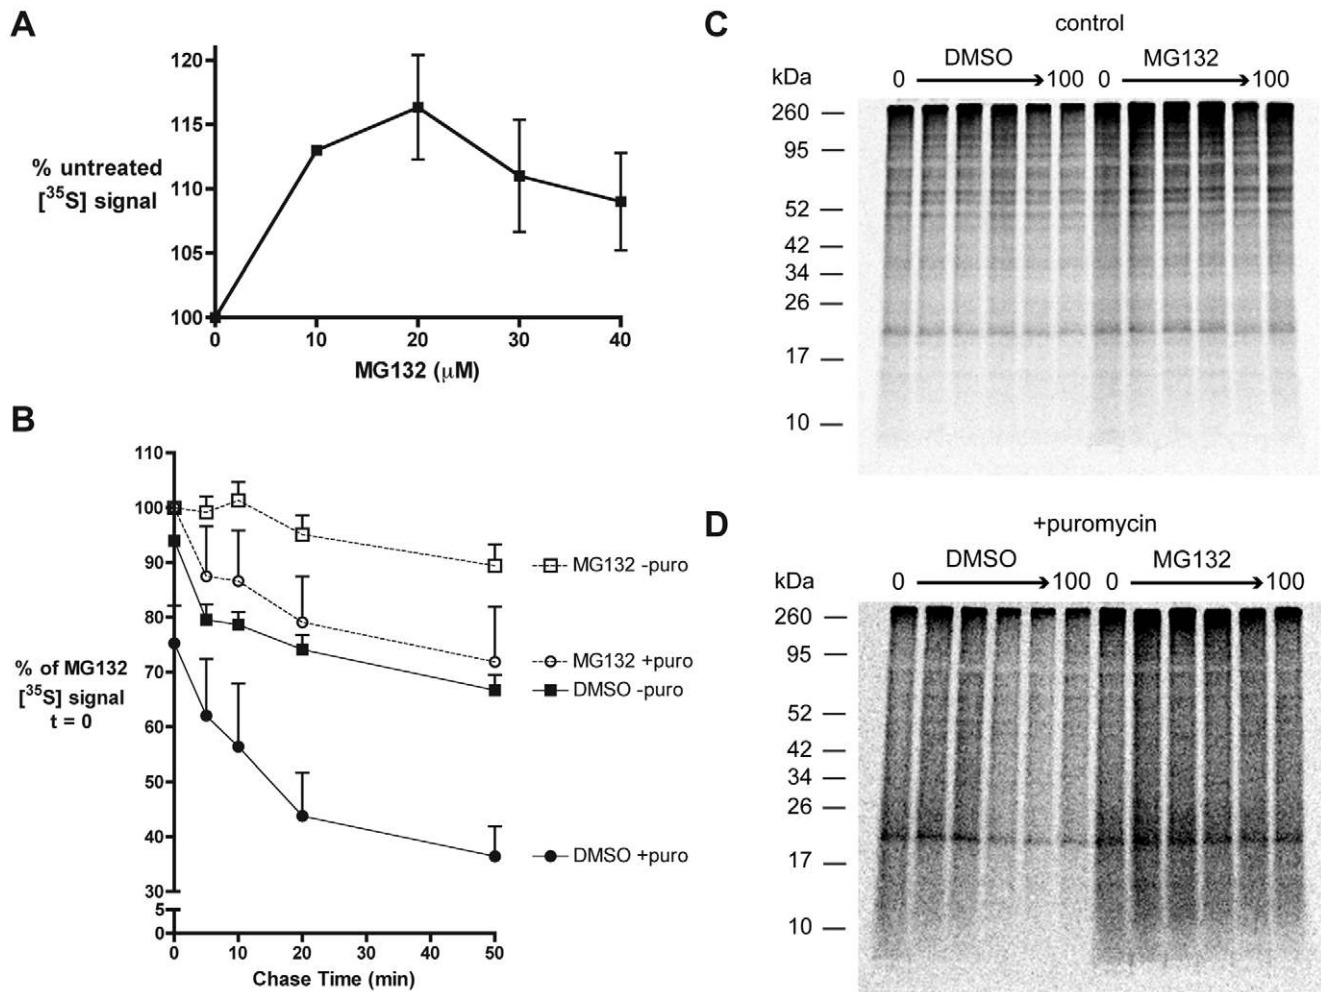 A
% untreated
[³⁵S] signal
120
115
110
105
100
0 10 20 30 40
MG132 (μM)
B
% of MG132
[³⁵S] signal
t = 0
110
100
90
80
70
60
50
40
30
5
0
0 10 20 30 40 50
Chase Time (min)
MG132 -puro
MG132 +puro
DMSO -puro
DMSO +puro
C
control
DMSO MG132
kDa 0 100 0 100
260
95
52
42
34
26
17
10
D
+puromycin
DMSO MG132
kDa 0 100 0 100
260
95
52
42
34
26
17
10